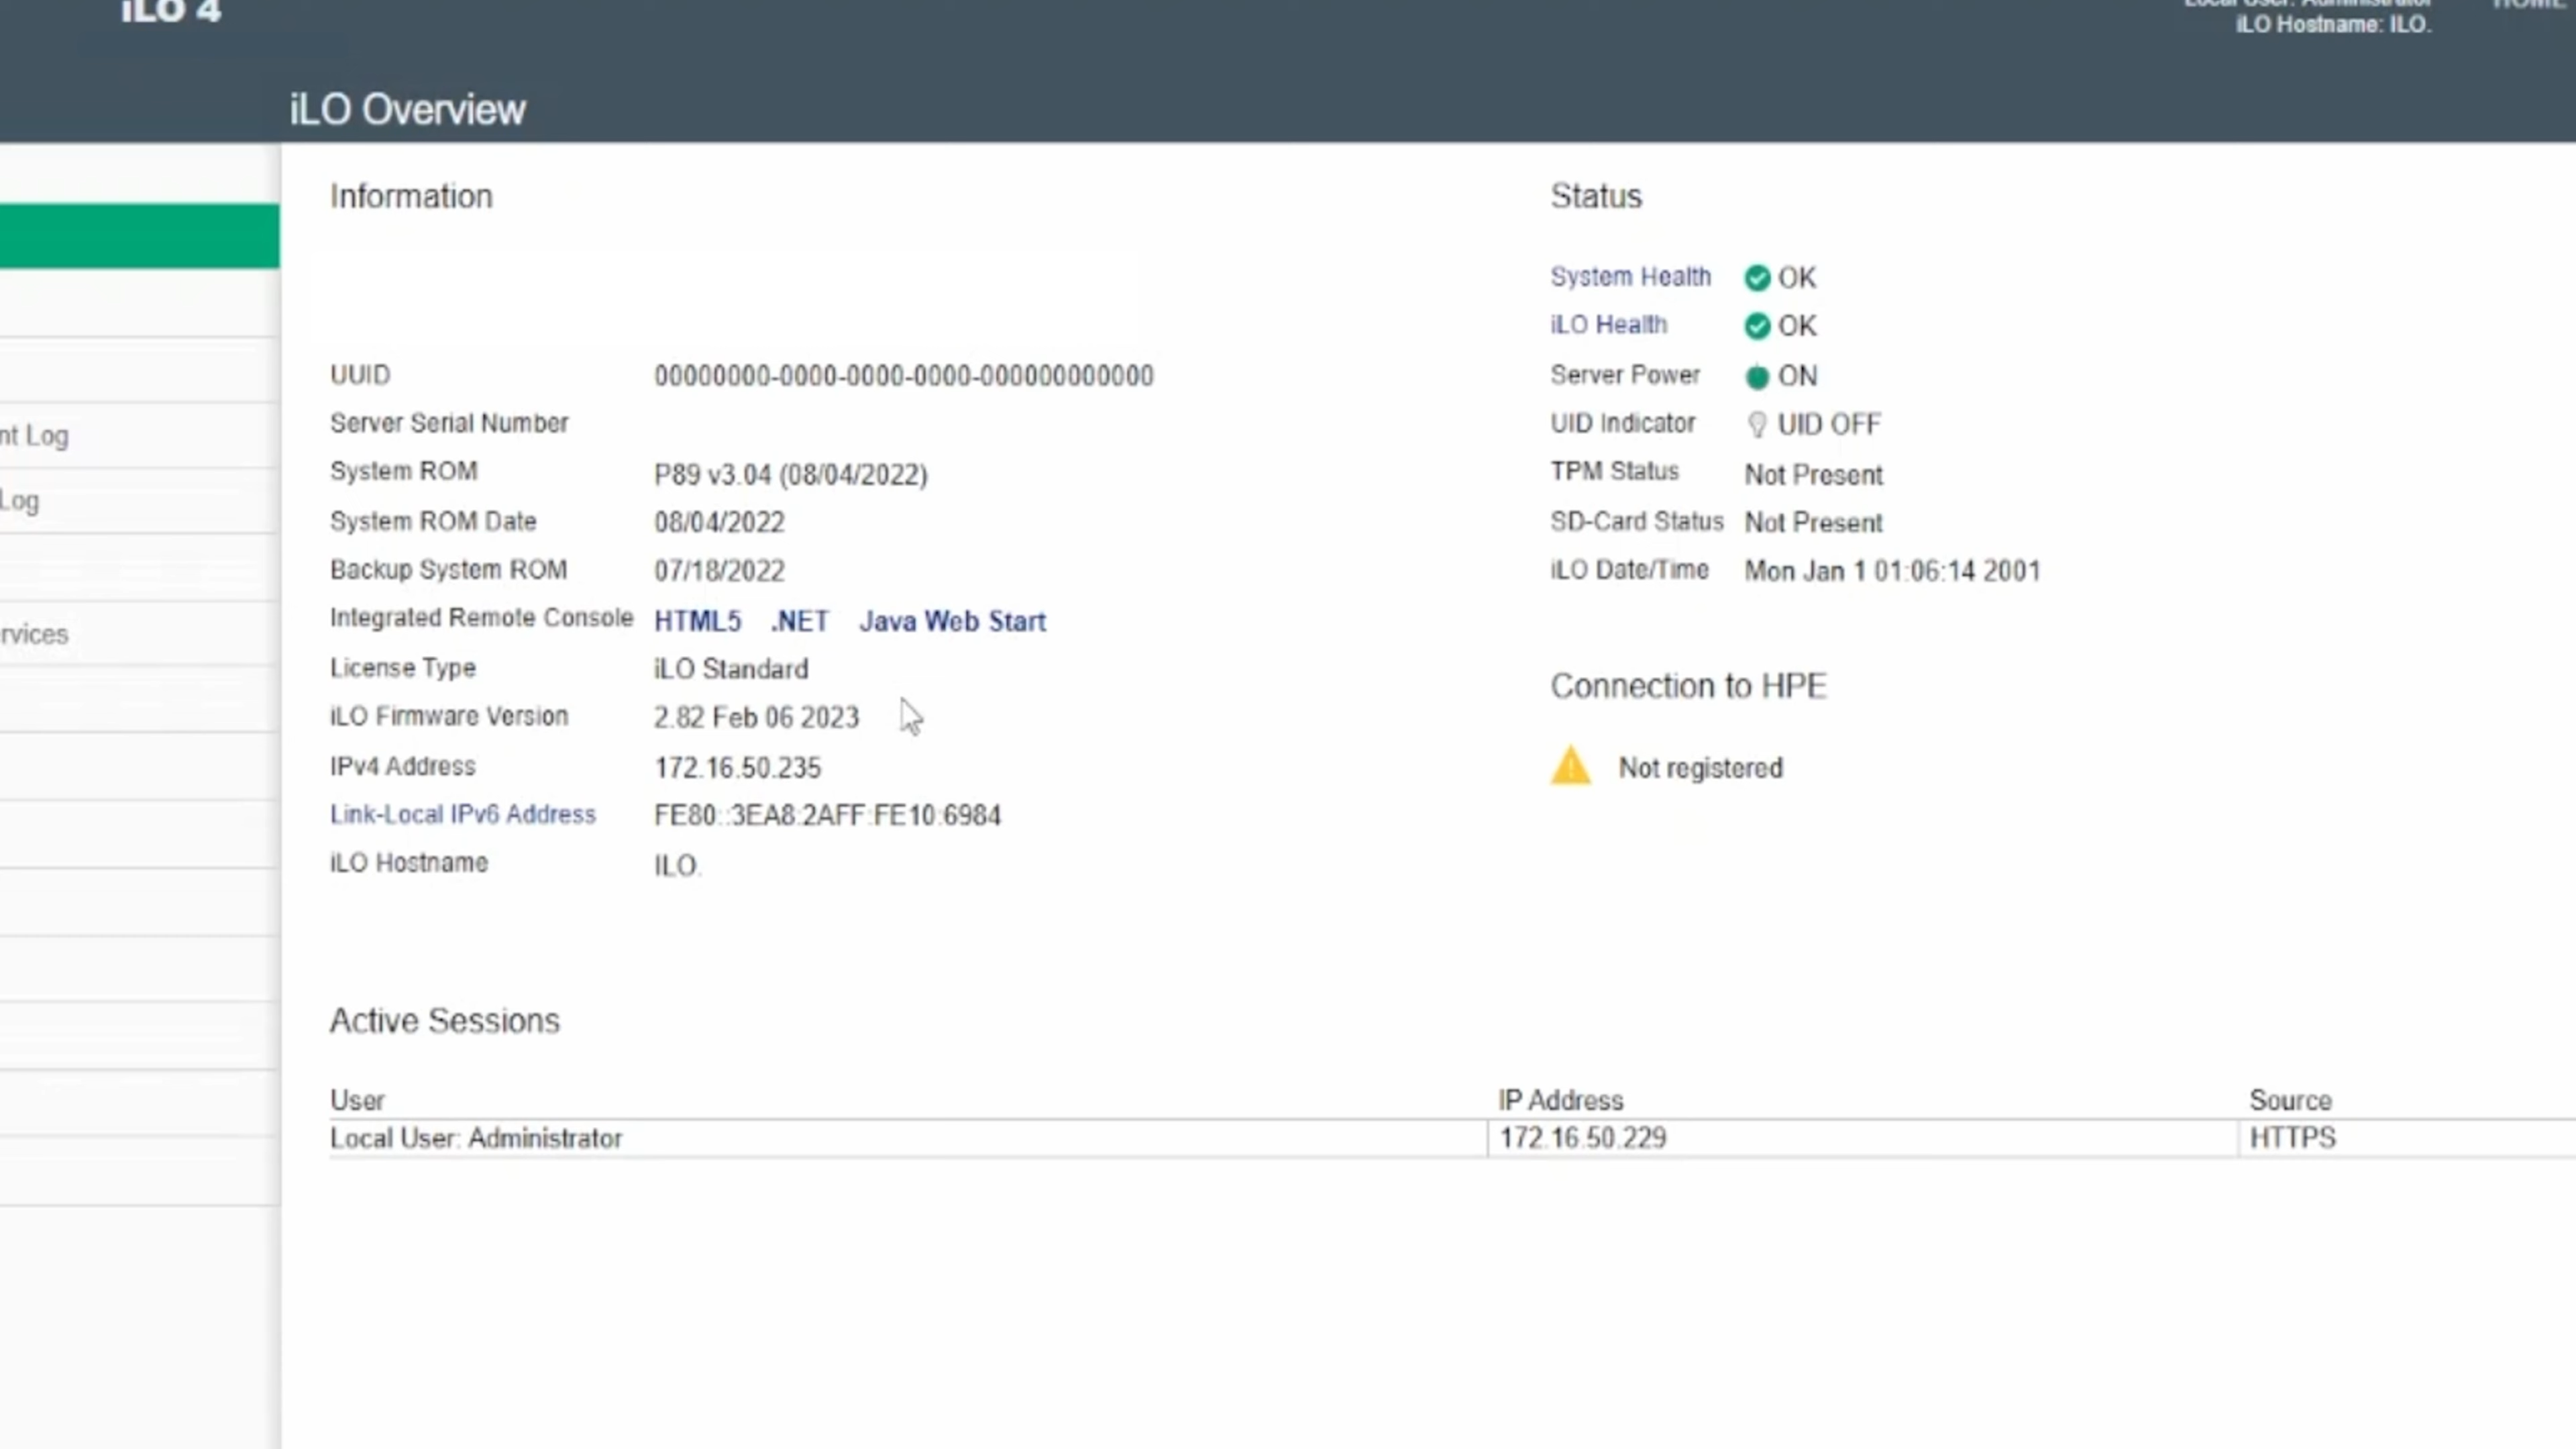 iLO 4
Local User: Administrator
HOME
iLO Hostname: ILO.
iLO Overview
Information
UUID 00000000-0000-0000-0000-000000000000
Server Serial Number
System ROM P89 v3.04 (08/04/2022)
System ROM Date 08/04/2022
Backup System ROM 07/18/2022
Integrated Remote Console HTML5 .NET Java Web Start
License Type iLO Standard
iLO Firmware Version 2.82 Feb 06 2023
IPv4 Address 172.16.50.235
Link-Local IPv6 Address FE80::3EA8:2AFF:FE10:6984
iLO Hostname ILO.
Status
System Health OK
iLO Health OK
Server Power ON
UID Indicator UID OFF
TPM Status Not Present
SD-Card Status Not Present
iLO Date/Time Mon Jan 1 01:06:14 2001
Connection to HPE
Not registered
nt Log
Log
rvices
Active Sessions
User IP Address Source
Local User: Administrator 172.16.50.229 HTTPS